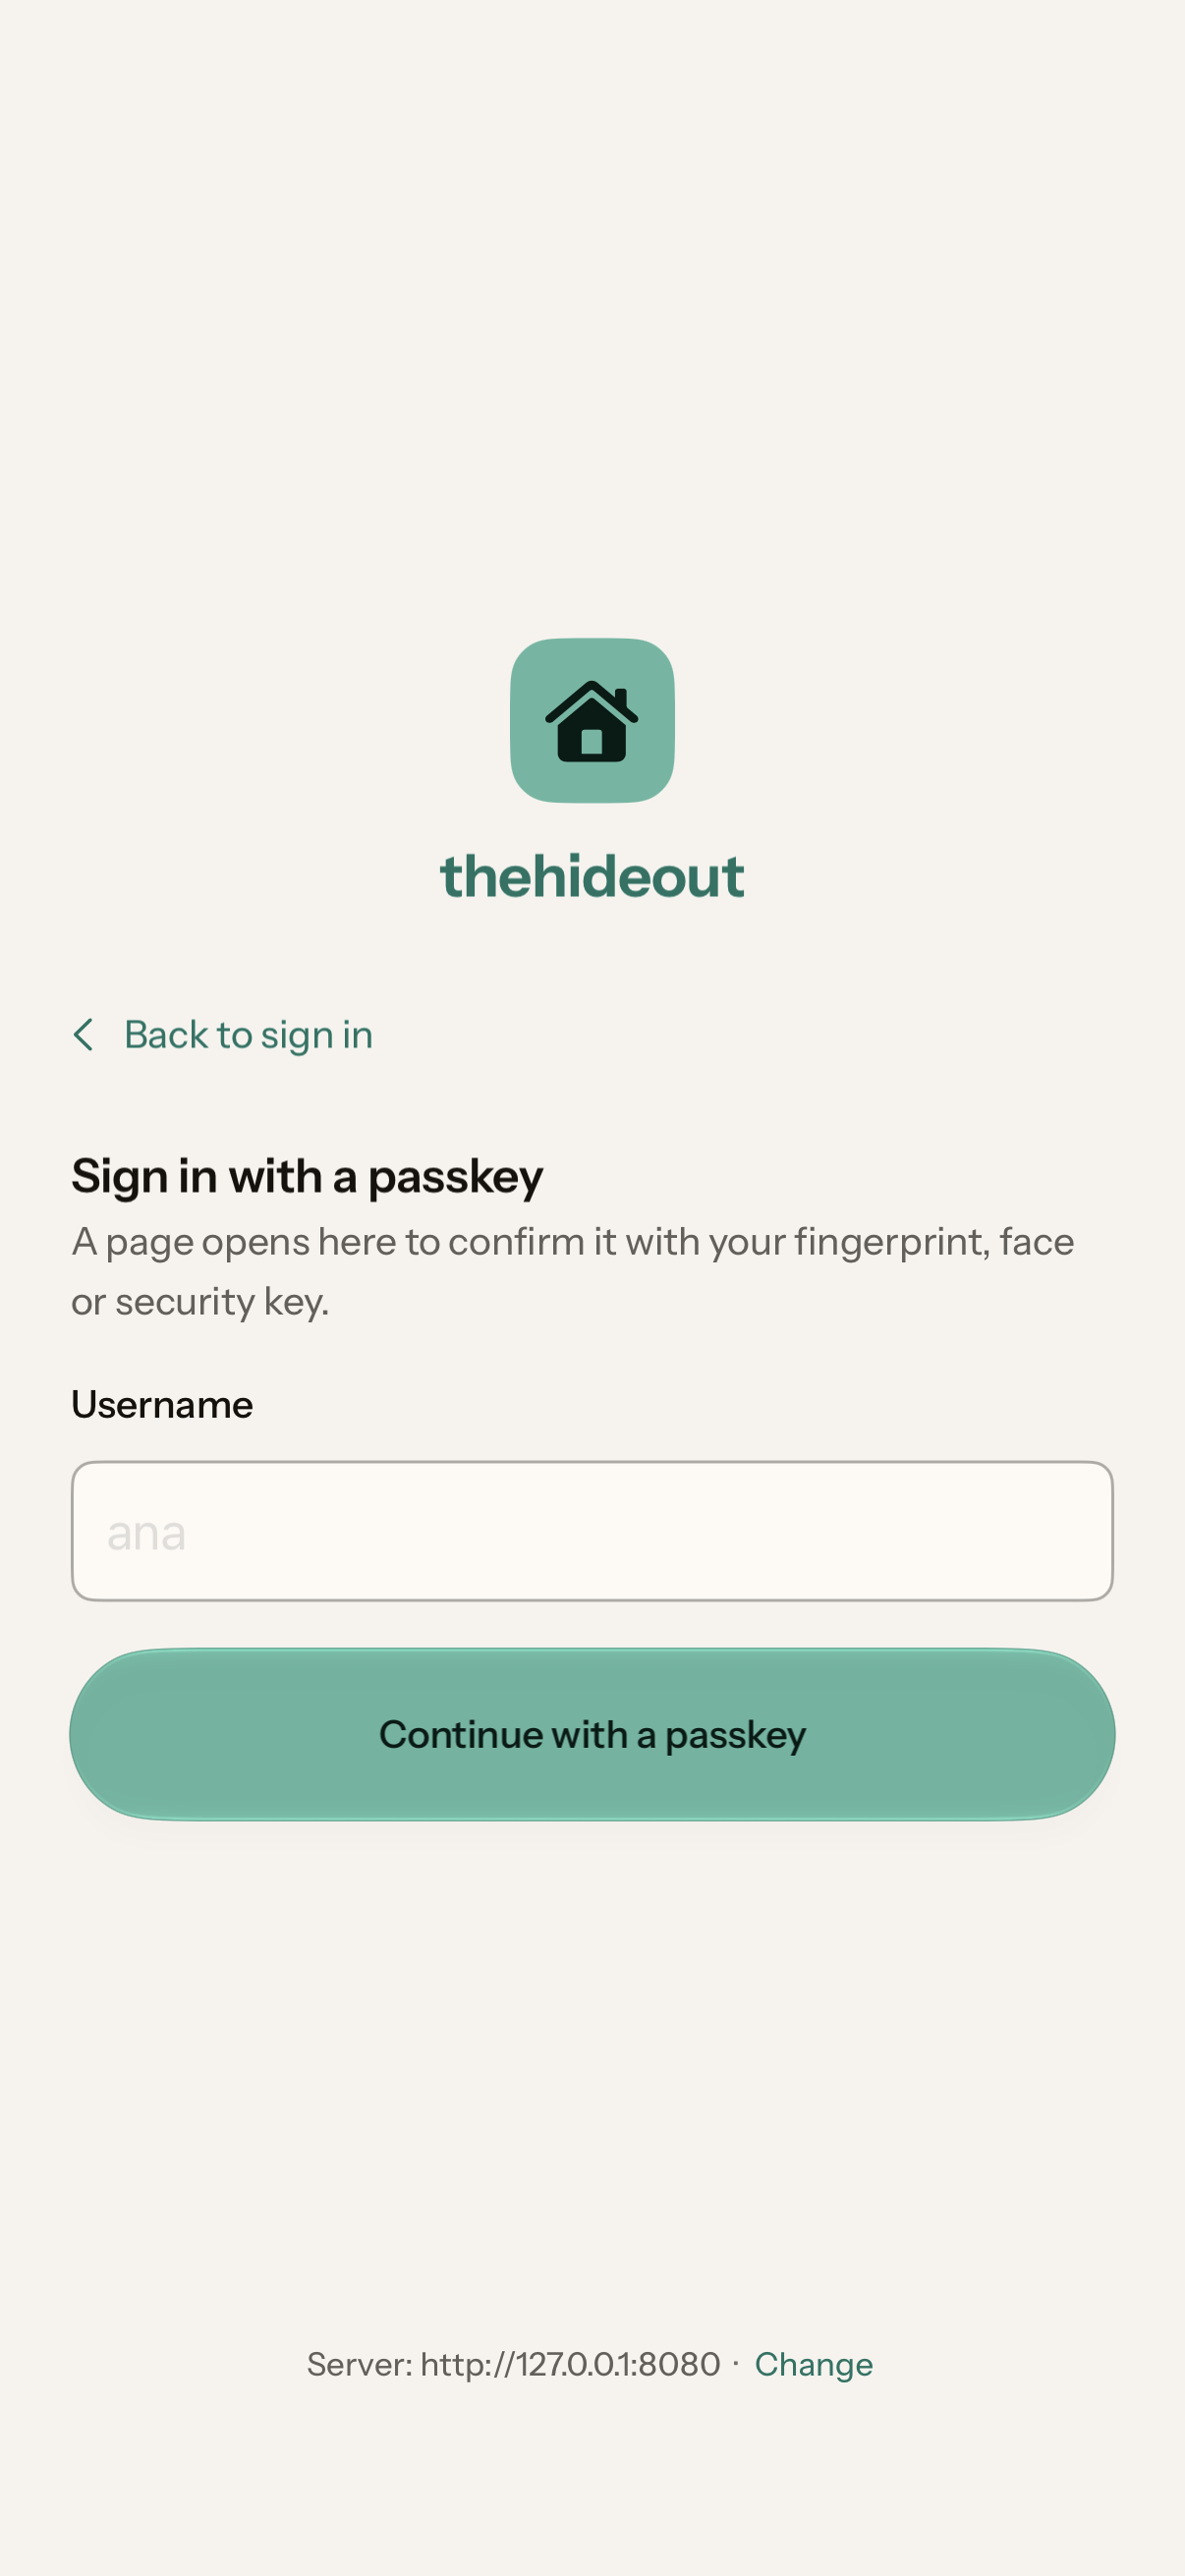 thehideout
Back to sign in
Sign in with a passkey
A page opens here to confirm it with your fingerprint, face
or security key.
Username
ana
Continue with a passkey
Server: http://127.0.0.1:8080 · Change